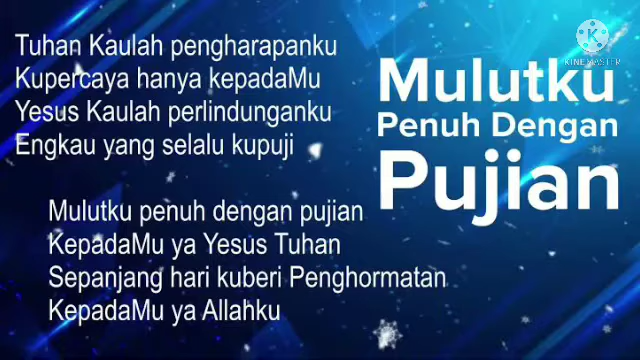 Tuhan Kaulah pengharapanku
Kupercaya hanya kepadaMu
Yesus Kaulah perlindunganku
Engkau yang selalu kupuji
Mulutku penuh dengan pujian
KepadaMu ya Yesus Tuhan
Sepanjang hari kuberi Penghormatan
KepadaMu ya Allahku
Mulutku
Penuh Dengan
Pujian
K
KINEMASTER